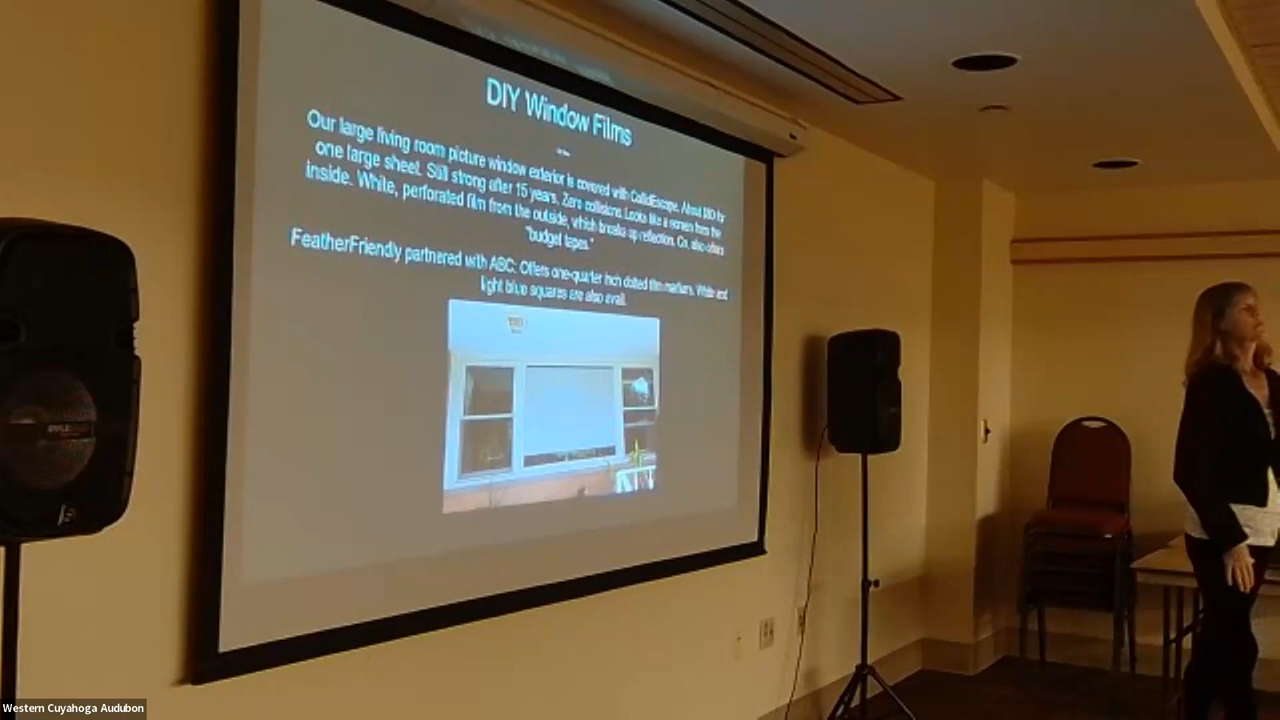 DIY Window Films
Our large living room picture window exterior is covered with CollidEscape. About $80 for
one large sheet. Still strong after 15 years. Zero collisions. Looks like a screen from the
inside. White, perforated film from the outside, which breaks up reflection. Co. also offers
"budget tapes."
FeatherFriendly partnered with ABC: Offers one-quarter inch dotted film markers. White and
light blue squares are also avail.
PYLE
Western Cuyahoga Audubon